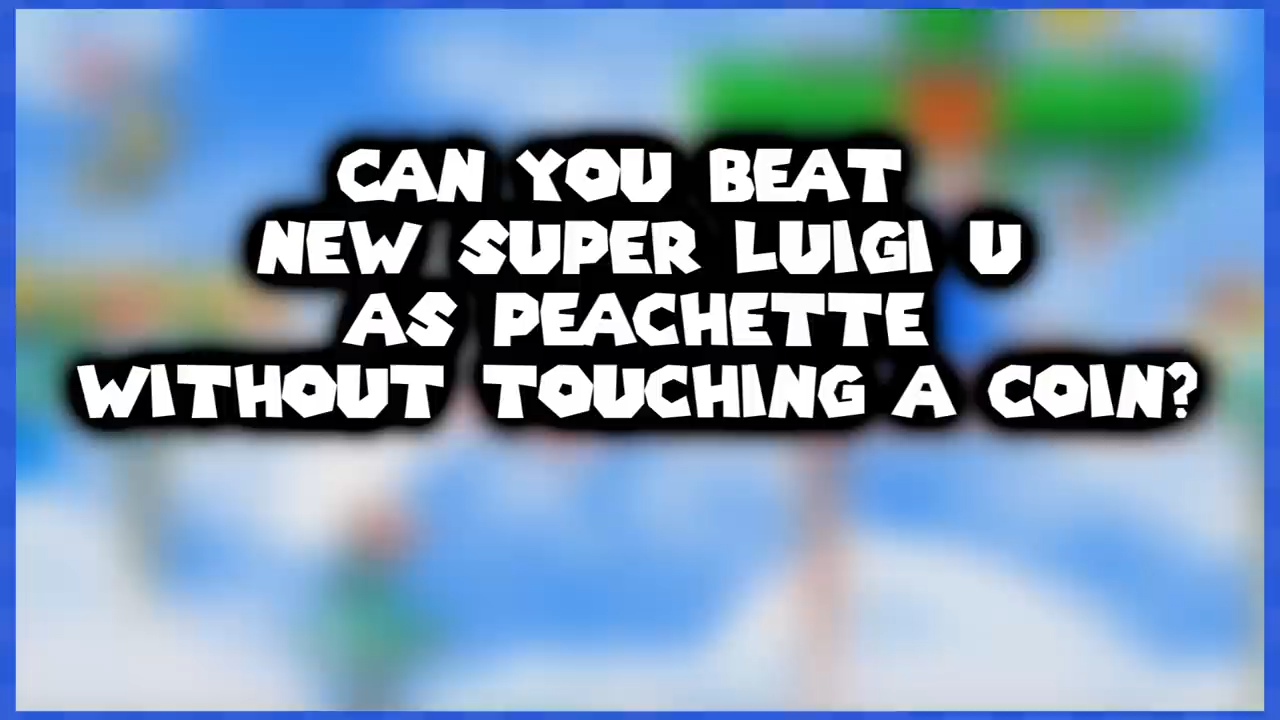 CAN YOU BEAT
NEW SUPER LUIGI U
AS PEACHETTE
WITHOUT TOUCHING A COIN?